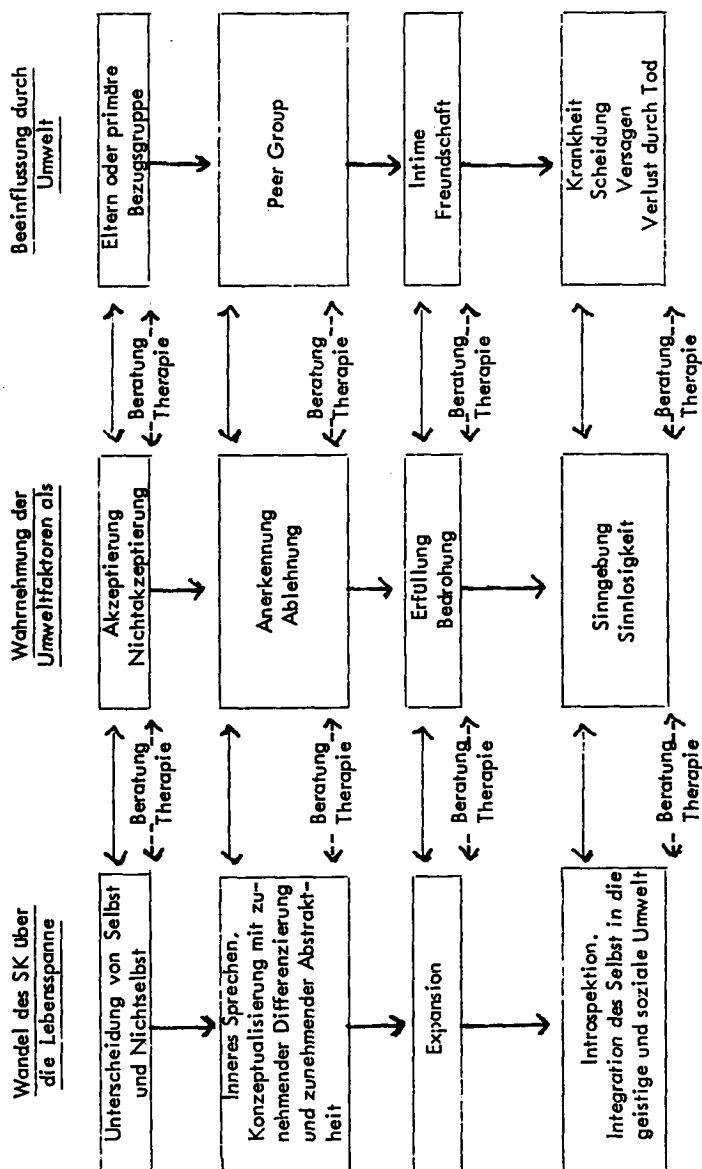 Wandel des SK über
die Lebensspanne
Wahrnehmung der
Umweltfaktoren als
Beeinflussung durch
Umwelt
Unterscheidung von Selbst
und Nichtselbst
Beratung
Therapie
Akzeptierung
Nichtakzeptierung
Beratung
Therapie
Eltern oder primäre
Bezugsgruppe
Inneres Sprechen,
Konzeptualisierung mit zu-
nehmender Differenzierung
und zunehmender Abstrakt-
heit
Beratung
Therapie
Anerkennung
Ablehnung
Beratung
Therapie
Peer Group
Expansion
Beratung
Therapie
Erfüllung
Bedrohung
Beratung
Therapie
Intime
Freundschaft
Introspektion.
Integration des Selbst in die
geistige und soziale Umwelt
Beratung
Therapie
Sinngebung
Sinnlosigkeit
Beratung
Therapie
Krankheit
Scheidung
Versagen
Verlust durch Tod